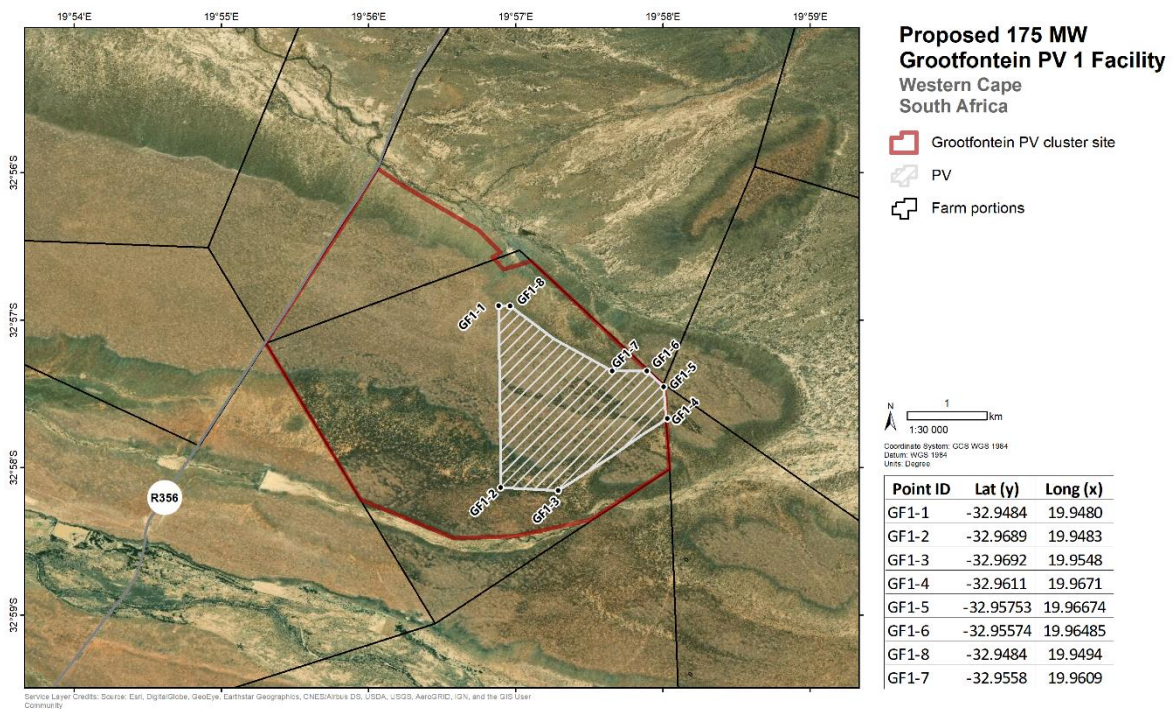 19°54'E 19°55'E 19°56'E 19°57'E 19°58'E 19°59'E
32°56'S
32°57'S
32°58'S
32°59'S
GF1-1
GF1-8
GF1-7
GF1-6
GF1-5
GF1-4
GF1-2
GF1-3
R356
Service Layer Credits: Source: Esri, DigitalGlobe, GeoEye, Earthstar Geographics, CNES/Airbus DS, USDA, USGS, AeroGRID, IGN, and the GIS User
Community
Proposed 175 MW
Grootfontein PV 1 Facility
Western Cape
South Africa
Grootfontein PV cluster site
PV
Farm portions
N
1
km
1:30 000
Coordinate System: GCS WGS 1984
Datum: WGS 1984
Units: Degree
Point ID Lat (y) Long (x)
GF1-1 -32.9484 19.9480
GF1-2 -32.9689 19.9483
GF1-3 -32.9692 19.9548
GF1-4 -32.9611 19.9671
GF1-5 -32.95753 19.96674
GF1-6 -32.95574 19.96485
GF1-8 -32.9484 19.9494
GF1-7 -32.9558 19.9609